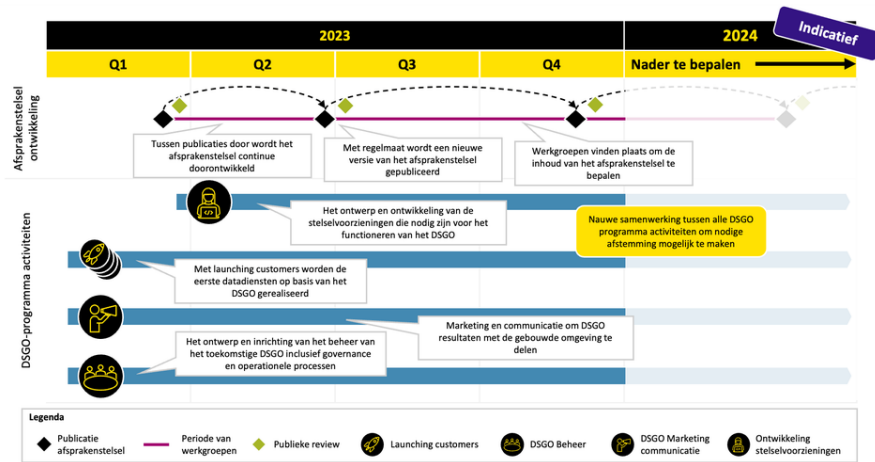 2023
2024
Indicatief
Q1
Q2
Q3
Q4
Nader te bepalen
Afsprakenstelsel
ontwikkeling
Tussen publicaties door wordt het
afsprakenstelsel continue
doorontwikkeld
Met regelmaat wordt een nieuwe
versie van het afsprakenstelsel
gepubliceerd
Werkgroepen vinden plaats om de
inhoud van het afsprakenstelsel te
bepalen
DSGO-programma activiteiten
Het ontwerp en ontwikkeling van de
stelselvoorzieningen die nodig zijn voor het
functioneren van het DSGO
Nauwe samenwerking tussen alle DSGO
programma activiteiten om nodige
afstemming mogelijk te maken
Met launching customers worden de
eerste datadiensten op basis van het
DSGO gerealiseerd
Marketing en communicatie om DSGO
resultaten met de gebouwde omgeving te
delen
Het ontwerp en inrichting van het beheer van
het toekomstige DSGO inclusief governance
en operationele processen
Legenda
Publicatie
afsprakenstelsel
Periode van
werkgroepen
Publieke review
Launching customers
DSGO Beheer
DSGO Marketing
communicatie
Ontwikkeling
stelselvoorzieningen